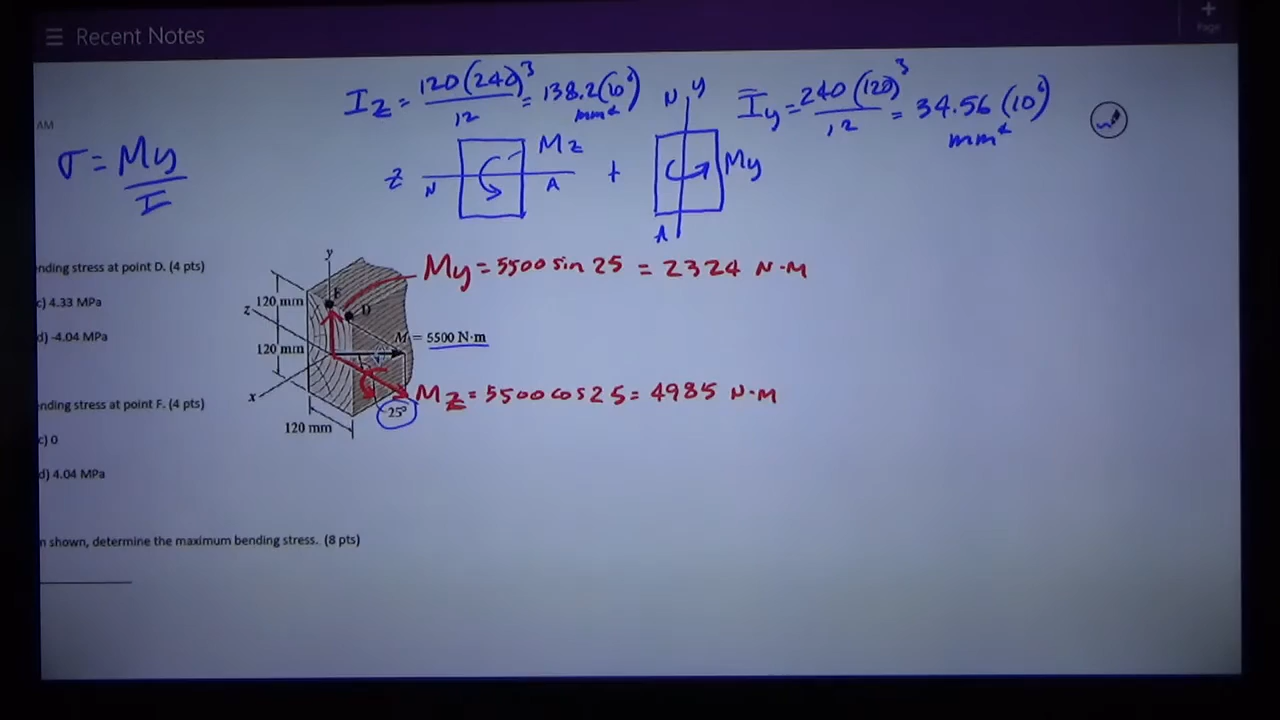 Recent Notes
Page
AM
σ = My / I
Iz = 120(240)³ / 12 = 138.2(10⁶) mm⁴
Iy = 240(120)³ / 12 = 34.56(10⁶) mm⁴
z N A Mz + N y A My
nding stress at point D. (4 pts)
c) 4.33 MPa
d) -4.04 MPa
nding stress at point F. (4 pts)
c) 0
d) 4.04 MPa
n shown, determine the maximum bending stress. (8 pts)
y
My = 5500 sin 25 = 2324 N·M
F
120 mm
D
z
M = 5500 N·m
120 mm
x
Mz = 5500 cos 25 = 4985 N·M
25°
120 mm